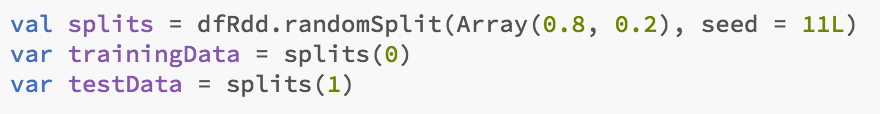 val splits = dfRdd.randomSplit(Array(0.8, 0.2), seed = 11L)
var trainingData = splits(0)
var testData = splits(1)